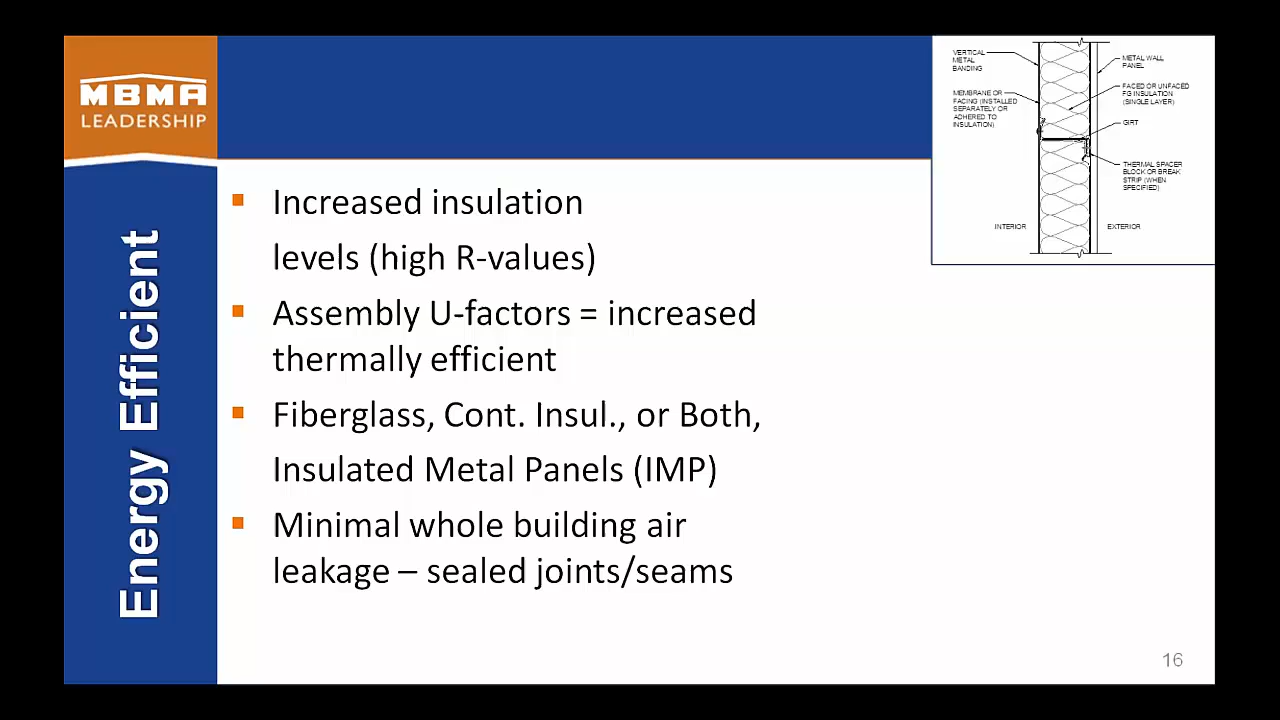 MBMA
LEADERSHIP
Energy Efficient
Increased insulation
levels (high R-values)
Assembly U-factors = increased
thermally efficient
Fiberglass, Cont. Insul., or Both,
Insulated Metal Panels (IMP)
Minimal whole building air
leakage – sealed joints/seams
VERTICAL
METAL
BANDING
MEMBRANE OR
FACING (INSTALLED
SEPARATELY OR
ADHERED TO
INSULATION)
INTERIOR
METAL WALL
PANEL
FACED OR UNFACED
FG INSULATION
(SINGLE LAYER)
GIRT
THERMAL SPACER
BLOCK OR BREAK
STRIP (WHEN
SPECIFIED)
EXTERIOR
16